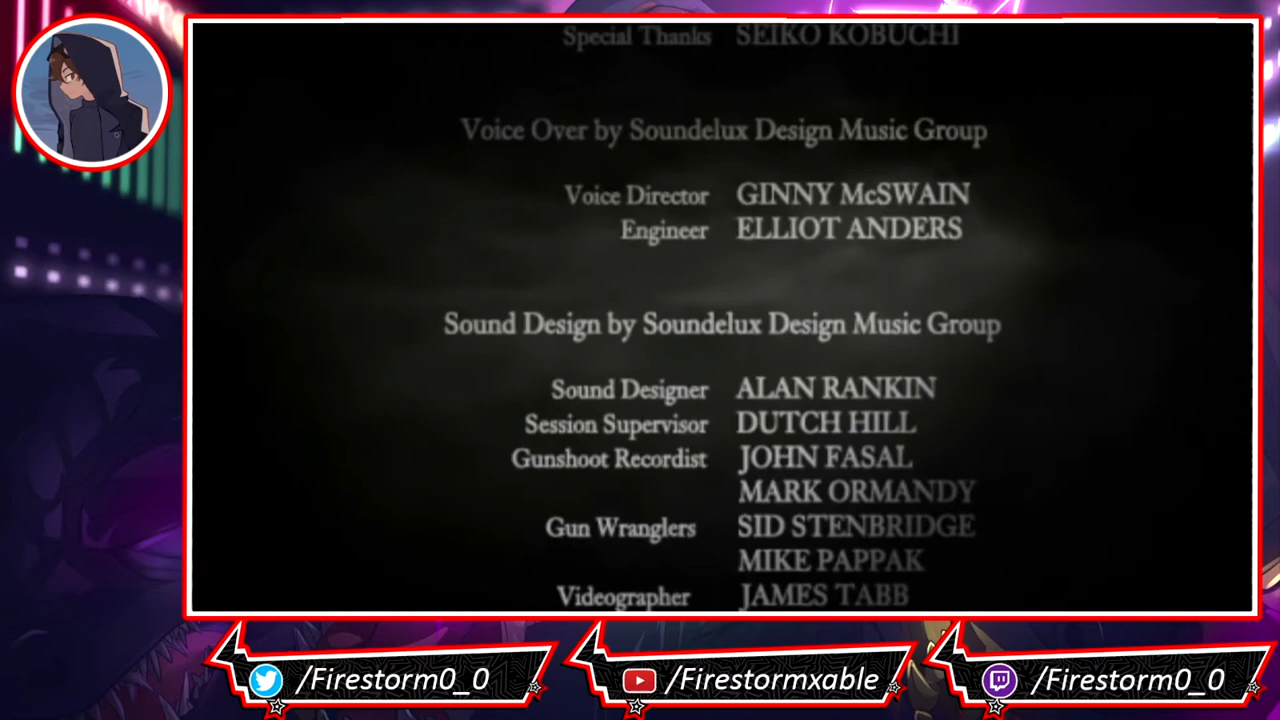 Special Thanks SEIKO KOBUCHI
Voice Over by Soundelux Design Music Group
Voice Director GINNY McSWAIN
Engineer ELLIOT ANDERS
Sound Design by Soundelux Design Music Group
Sound Designer ALAN RANKIN
Session Supervisor DUTCH HILL
Gunshoot Recordist JOHN FASAL
MARK ORMANDY
Gun Wranglers SID STENBRIDGE
MIKE PAPPAK
Videographer JAMES TABB
/Firestorm0_0 /Firestormxable /Firestorm0_0